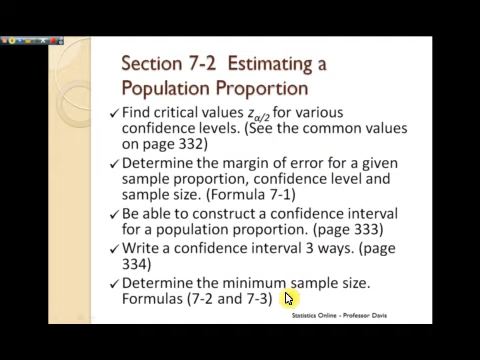 Section 7-2 Estimating a
Population Proportion
✓Find critical values zα/2 for various
confidence levels. (See the common values
on page 332)
✓Determine the margin of error for a given
sample proportion, confidence level and
sample size. (Formula 7-1)
✓Be able to construct a confidence interval
for a population proportion. (page 333)
✓Write a confidence interval 3 ways. (page
334)
✓Determine the minimum sample size.
Formulas (7-2 and 7-3)
Statistics Online - Professor Davis